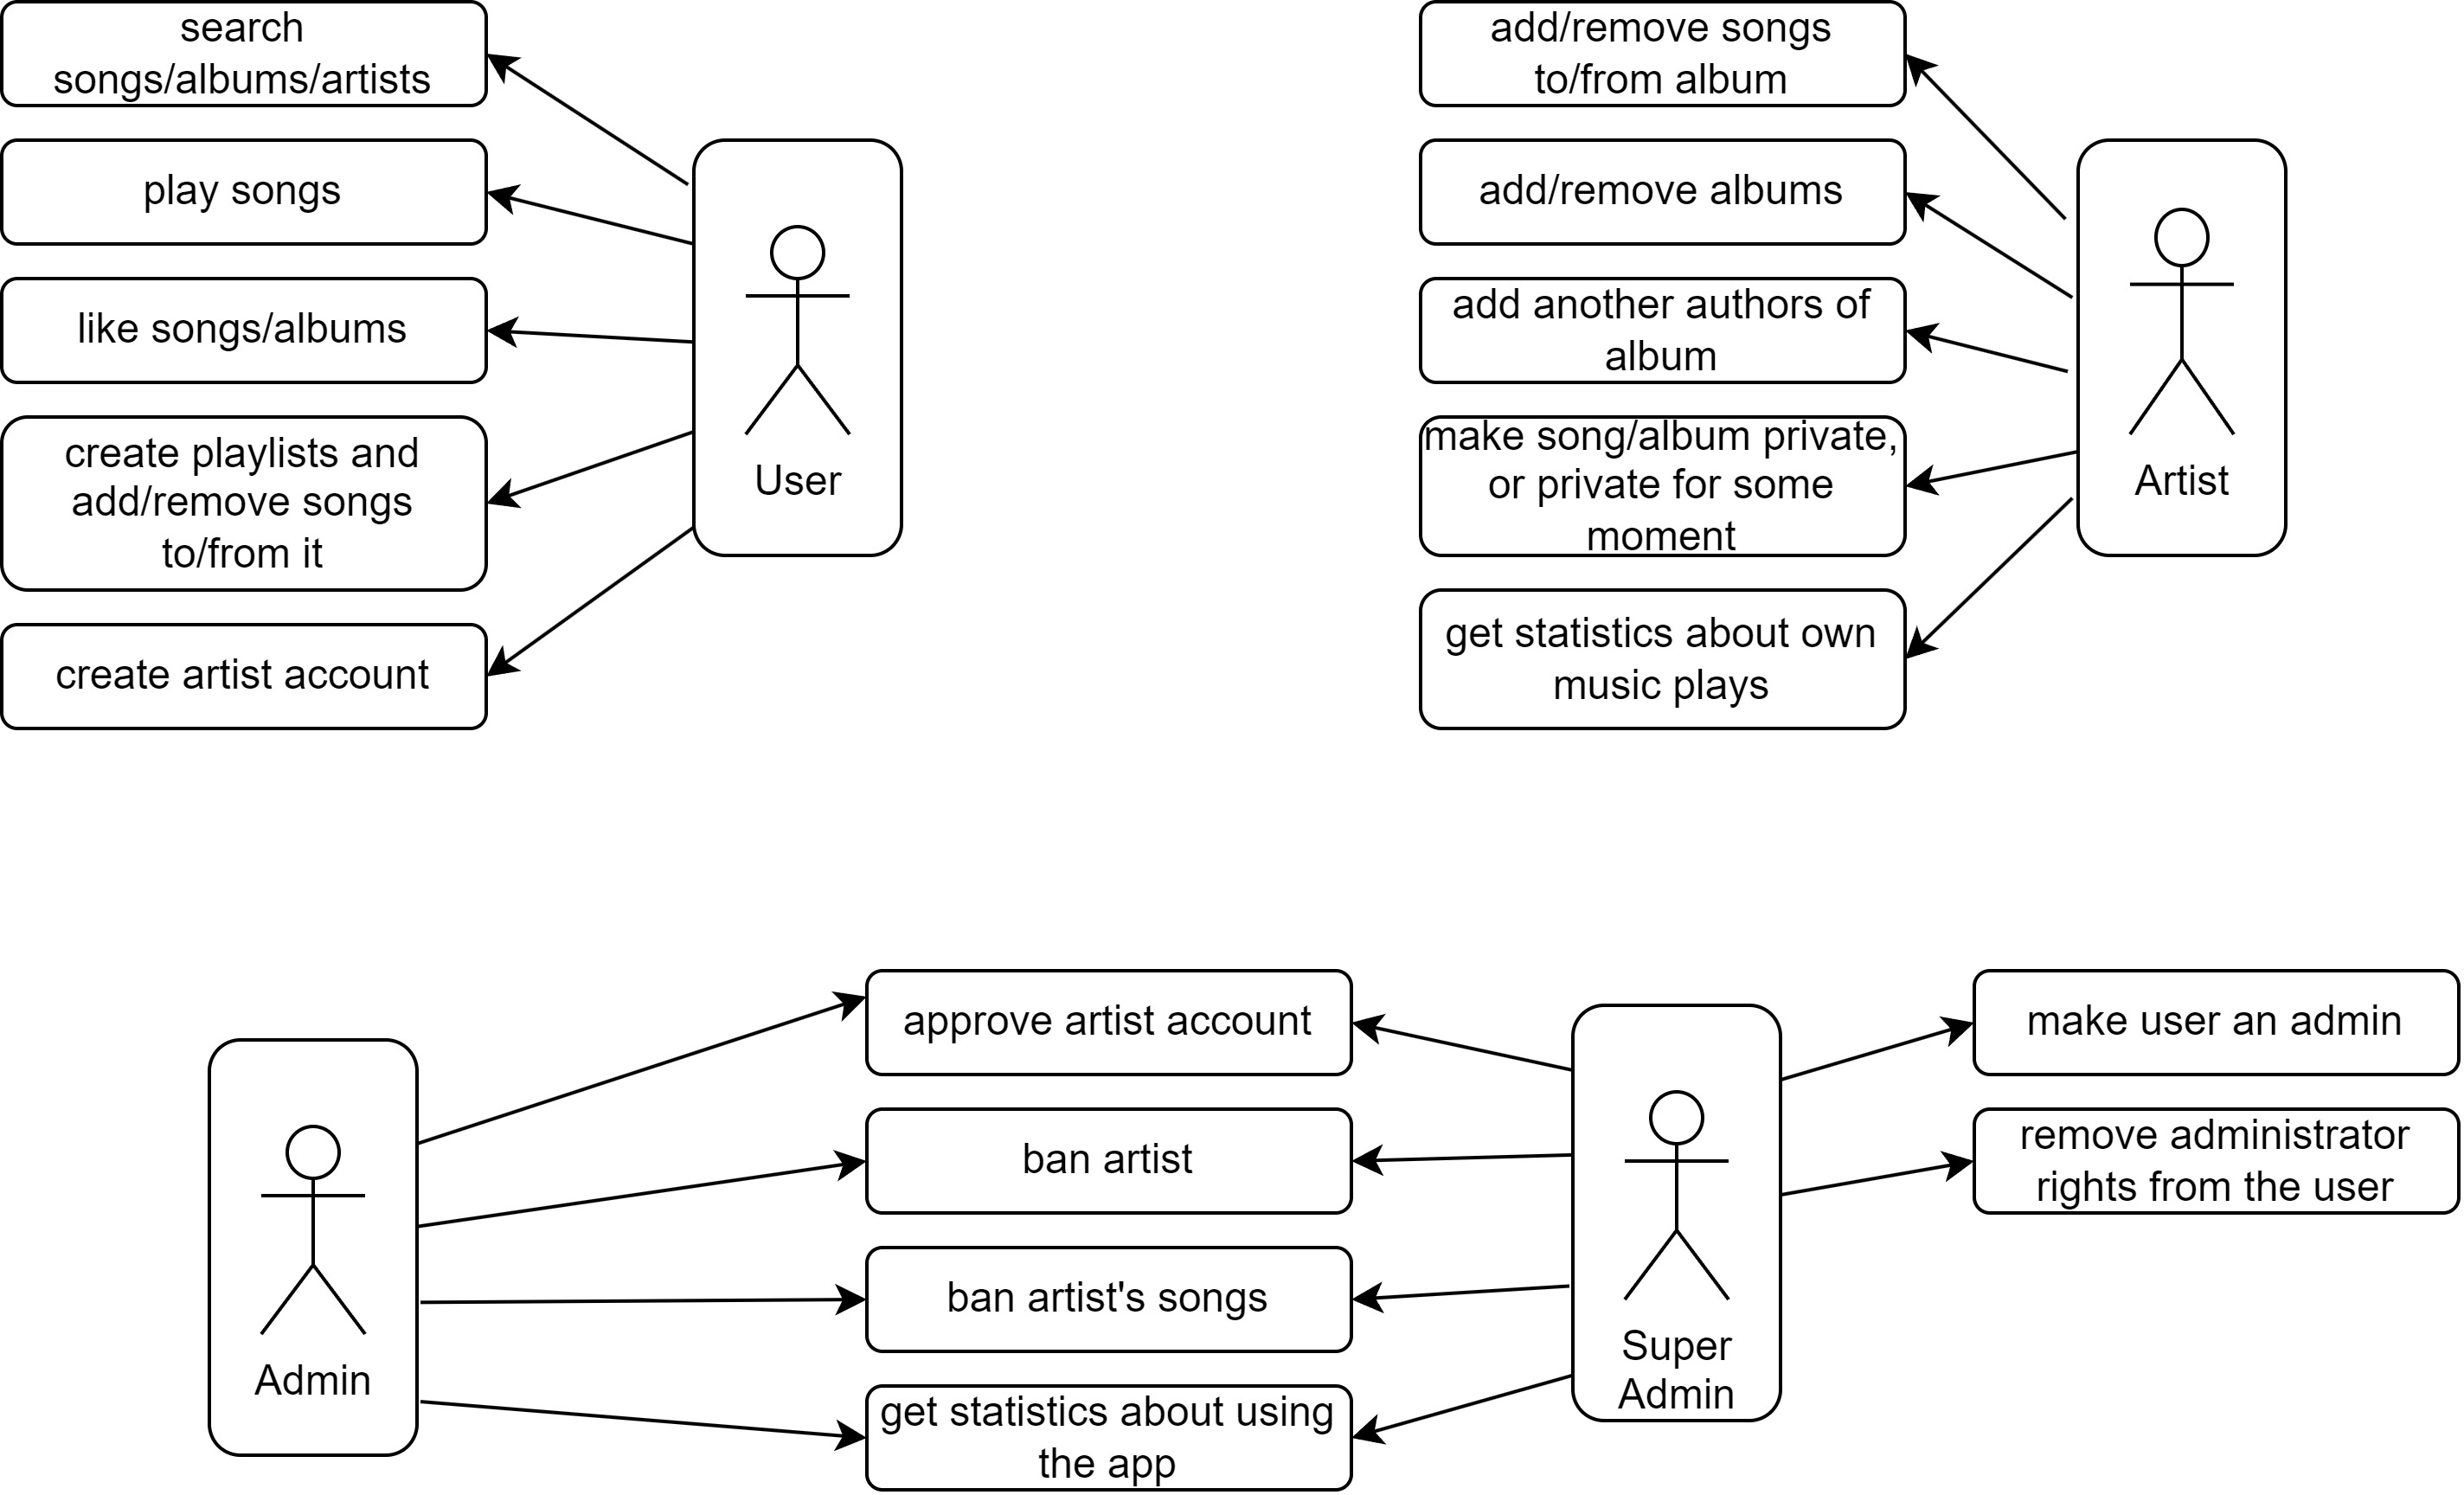 search
songs/albums/artists
play songs
like songs/albums
create playlists and
add/remove songs
to/from it
create artist account
User
add/remove songs
to/from album
add/remove albums
add another authors of
album
make song/album private,
or private for some
moment
get statistics about own
music plays
Artist
Admin
approve artist account
ban artist
ban artist's songs
get statistics about using
the app
Super
Admin
make user an admin
remove administrator
rights from the user